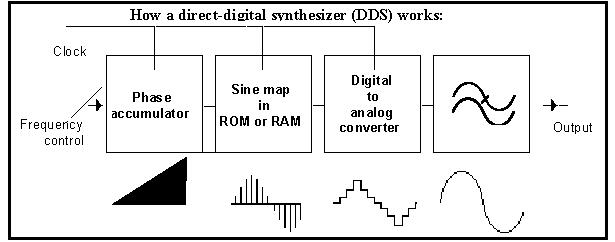 How a direct-digital synthesizer (DDS) works:
Clock
Frequency
control
Phase
accumulator
Sine map
in
ROM or RAM
Digital
to
analog
converter
Output